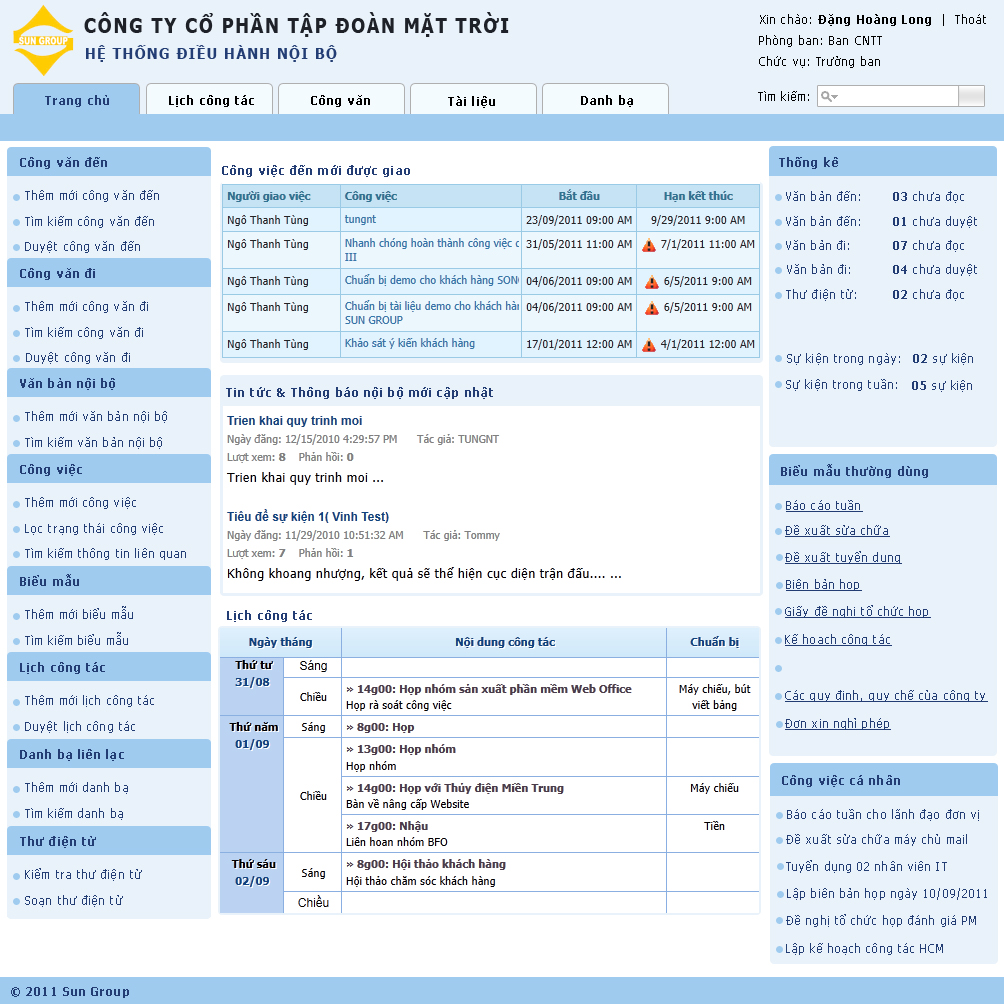 SUN GROUP
CÔNG TY CỔ PHẦN TẬP ĐOÀN MẶT TRỜI
HỆ THỐNG ĐIỀU HÀNH NỘI BỘ
Xin chào: Đặng Hoàng Long | Thoát
Phòng ban: Ban CNTT
Chức vụ: Trưởng ban
Trang chủ
Lịch công tác
Công văn
Tài liệu
Danh bạ
Tìm kiếm:
Công văn đến
Thêm mới công văn đến
Tìm kiếm công văn đến
Duyệt công văn đến
Công văn đi
Thêm mới công văn đi
Tìm kiếm công văn đi
Duyệt công văn đi
Văn bản nội bộ
Thêm mới văn bản nội bộ
Tìm kiếm văn bản nội bộ
Công việc
Thêm mới công việc
Lọc trạng thái công việc
Tìm kiếm thông tin liên quan
Biểu mẫu
Thêm mới biểu mẫu
Tìm kiếm biểu mẫu
Lịch công tác
Thêm mới lịch công tác
Duyệt lịch công tác
Danh bạ liên lạc
Thêm mới danh bạ
Tìm kiếm danh bạ
Thư điện tử
Kiểm tra thư điện tử
Soạn thư điện tử
Công việc đến mới được giao
Người giao việc Công việc Bắt đầu Hạn kết thúc
Ngô Thanh Tùng tungnt 23/09/2011 09:00 AM 9/29/2011 9:00 AM
Ngô Thanh Tùng Nhanh chóng hoàn thành công việc 31/05/2011 11:00 AM 7/1/2011 11:00 AM
III
Ngô Thanh Tùng Chuẩn bị demo cho khách hàng SON 04/06/2011 09:00 AM 6/5/2011 9:00 AM
Ngô Thanh Tùng Chuẩn bị tài liệu demo cho khách hàn 04/06/2011 09:00 AM 6/5/2011 9:00 AM
SUN GROUP
Ngô Thanh Tùng Khảo sát ý kiến khách hàng 17/01/2011 12:00 AM 4/1/2011 12:00 AM
Tin tức & Thông báo nội bộ mới cập nhật
Trien khai quy trinh moi
Ngày đăng: 12/15/2010 4:29:57 PM Tác giả: TUNGNT
Lượt xem: 8 Phản hồi: 0
Trien khai quy trinh moi ...
Tiêu đề sự kiện 1( Vinh Test)
Ngày đăng: 11/29/2010 10:51:32 AM Tác giả: Tommy
Lượt xem: 7 Phản hồi: 1
Không khoang nhượng, kết quả sẽ thể hiện cục diện trận đấu.... ...
Lịch công tác
Ngày tháng Nội dung công tác Chuẩn bị
Thứ tư Sáng
31/08
Chiều » 14g00: Họp nhóm sản xuất phần mềm Web Office Máy chiếu, bút
Họp rà soát công việc viết bảng
Thứ năm Sáng » 8g00: Họp
01/09
Chiều » 13g00: Họp nhóm
Họp nhóm
» 14g00: Họp với Thủy điện Miền Trung Máy chiếu
Bàn về nâng cấp Website
» 17g00: Nhậu Tiền
Liên hoan nhóm BFO
Thứ sáu Sáng » 8g00: Hội thảo khách hàng
02/09 Hội thảo chăm sóc khách hàng
Chiều
Thống kê
Văn bản đến: 03 chưa đọc
Văn bản đến: 01 chưa duyệt
Văn bản đi: 07 chưa đọc
Văn bản đi: 04 chưa duyệt
Thư điện tử: 02 chưa đọc
Sự kiện trong ngày: 02 sự kiện
Sự kiện trong tuần: 05 sự kiện
Biểu mẫu thường dùng
Báo cáo tuần
Đề xuất sửa chữa
Đề xuất tuyển dụng
Biên bản họp
Giấy đề nghị tổ chức họp
Kế hoạch công tác
Các quy định, quy chế của công ty
Đơn xin nghỉ phép
Công việc cá nhân
Báo cáo tuần cho lãnh đạo đơn vị
Đề xuất sửa chữa máy chủ mail
Tuyển dụng 02 nhân viên IT
Lập biên bản họp ngày 10/09/2011
Đề nghị tổ chức họp đánh giá PM
Lập kế hoạch công tác HCM
© 2011 Sun Group